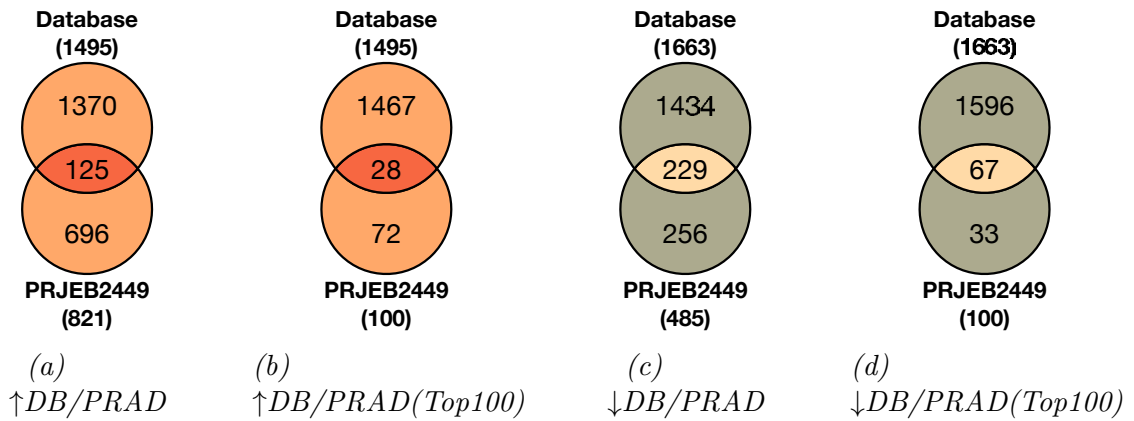 Database
(1495)
1370
125
696
PRJEB2449
(821)
(a)
↑DB/PRAD
Database
(1495)
1467
28
72
PRJEB2449
(100)
(b)
↑DB/PRAD(Top100)
Database
(1663)
1434
229
256
PRJEB2449
(485)
(c)
↓DB/PRAD
Database
(1663)
1596
67
33
PRJEB2449
(100)
(d)
↓DB/PRAD(Top100)